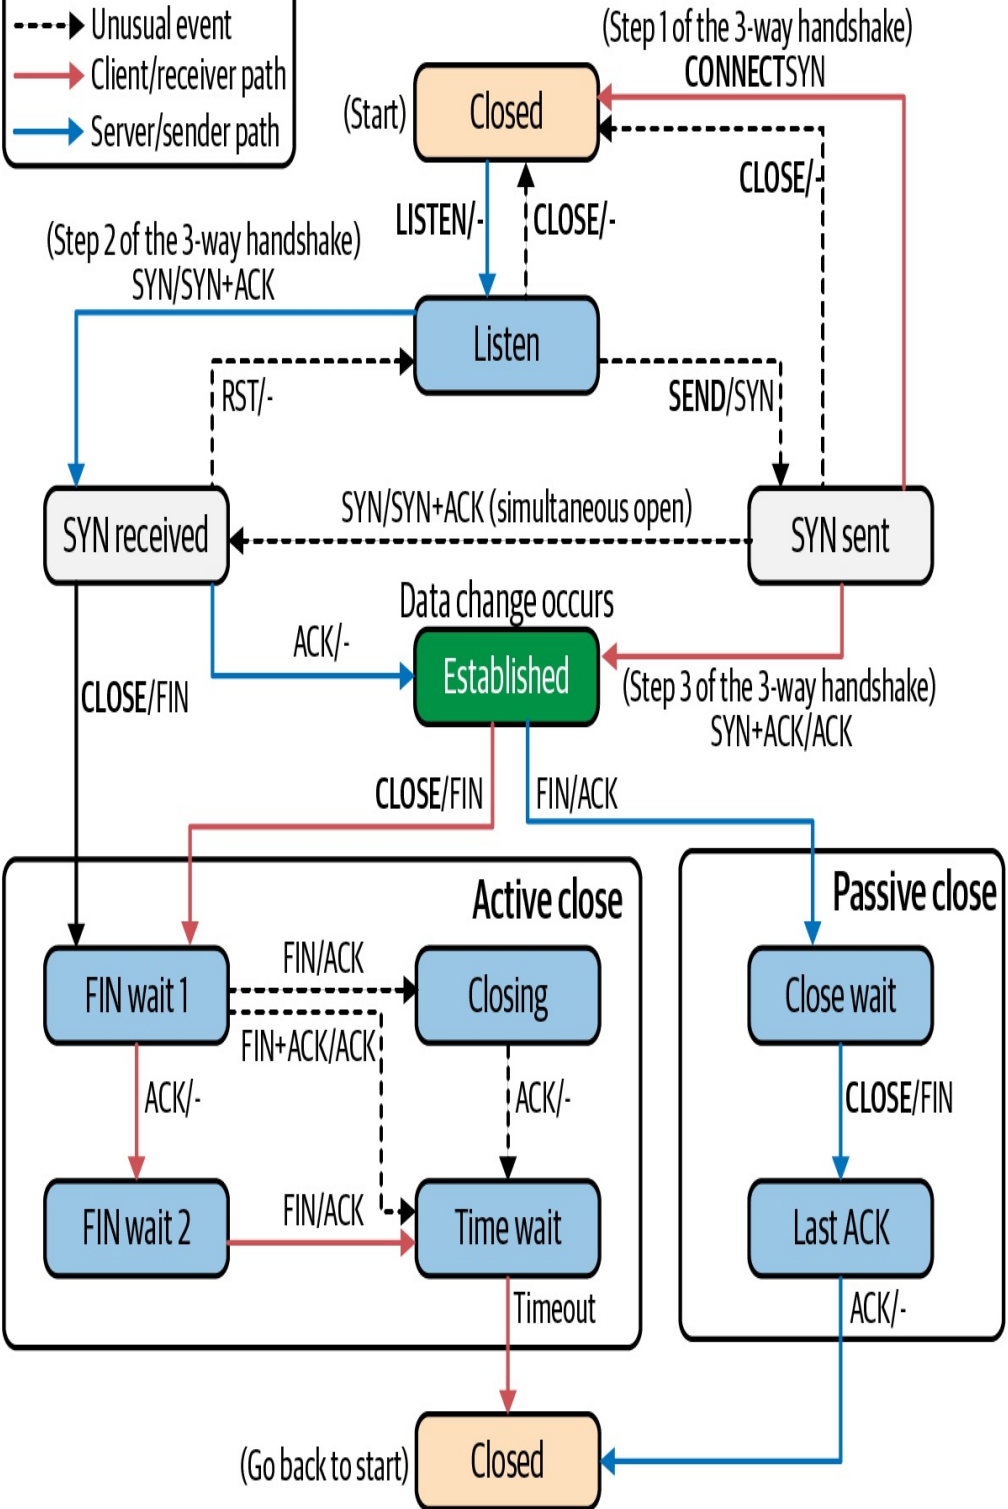 Unusual event
Client/receiver path
Server/sender path
(Step 1 of the 3-way handshake)
CONNECTSYN
(Start)
Closed
CLOSE/-
LISTEN/-
CLOSE/-
(Step 2 of the 3-way handshake)
SYN/SYN+ACK
Listen
RST/-
SEND/SYN
SYN/SYN+ACK (simultaneous open)
SYN received
SYN sent
Data change occurs
ACK/-
Established
CLOSE/FIN
(Step 3 of the 3-way handshake)
SYN+ACK/ACK
CLOSE/FIN
FIN/ACK
Active close
Passive close
FIN/ACK
FIN wait 1
Closing
Close wait
FIN+ACK/ACK
ACK/-
ACK/-
CLOSE/FIN
FIN/ACK
FIN wait 2
Time wait
Last ACK
Timeout
ACK/-
(Go back to start)
Closed